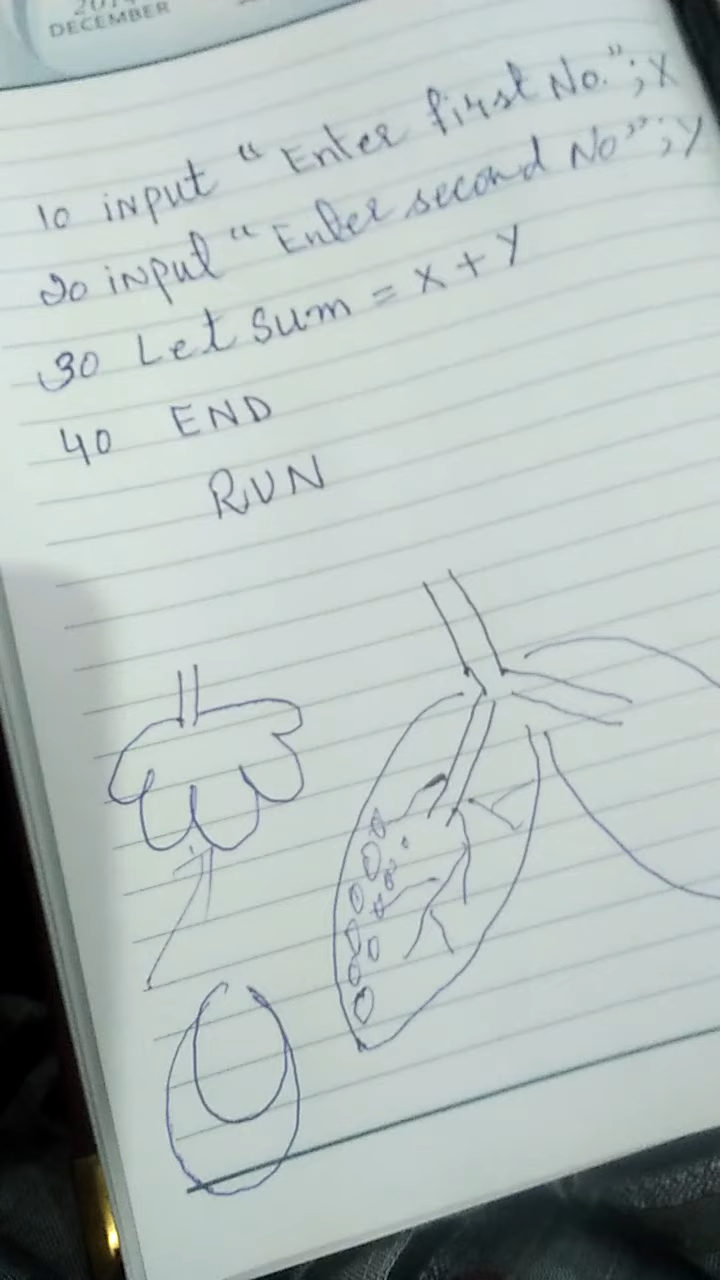 DECEMBER
10 input "Enter first No.";X
20 input "Enter second No";Y
30 Let Sum = X + Y
40 END
RUN